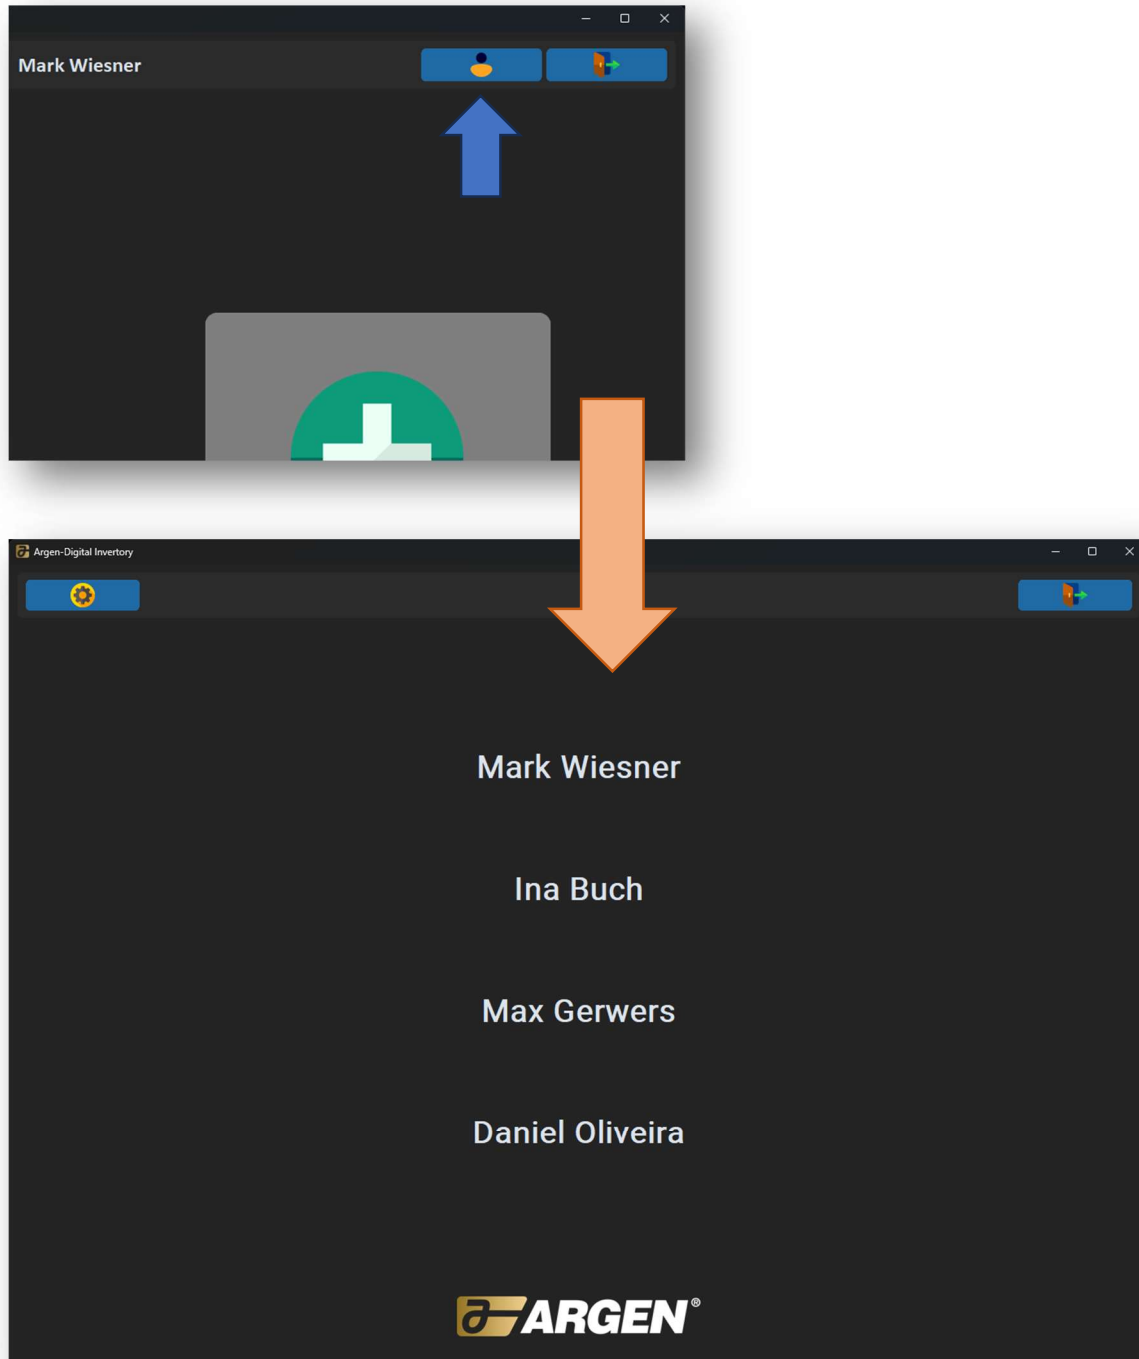 Mark Wiesner
Argen-Digital Invertory
Mark Wiesner
Ina Buch
Max Gerwers
Daniel Oliveira
ARGEN®